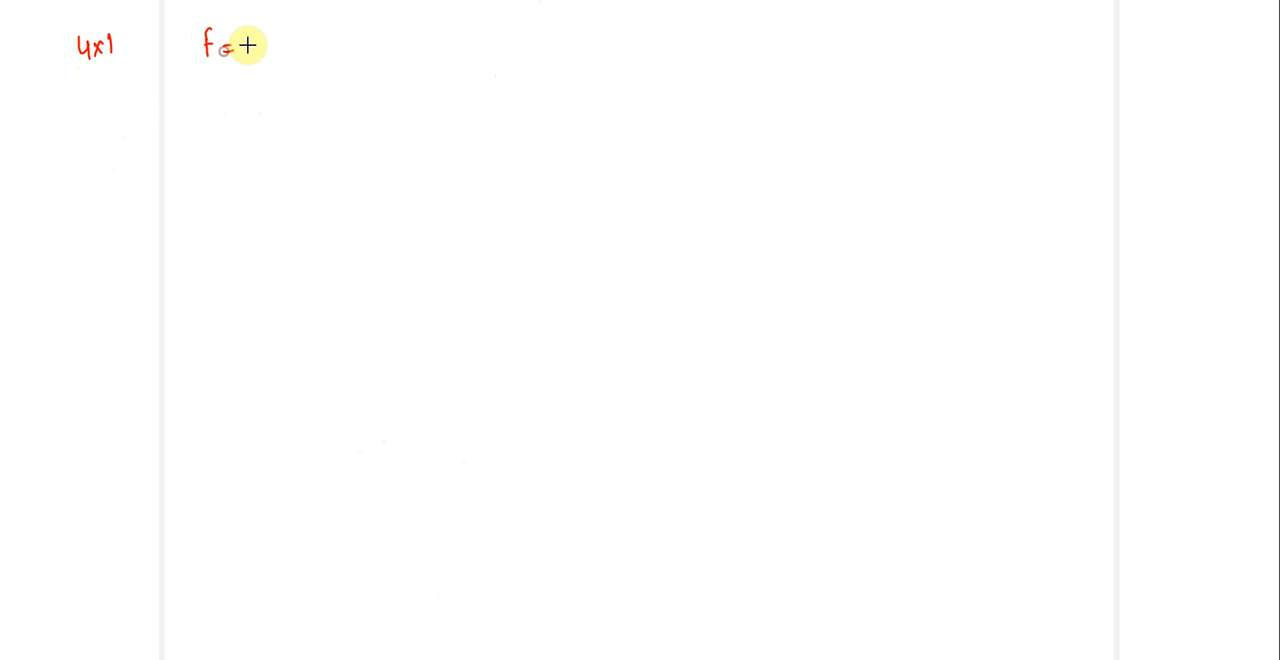 4x1 f =